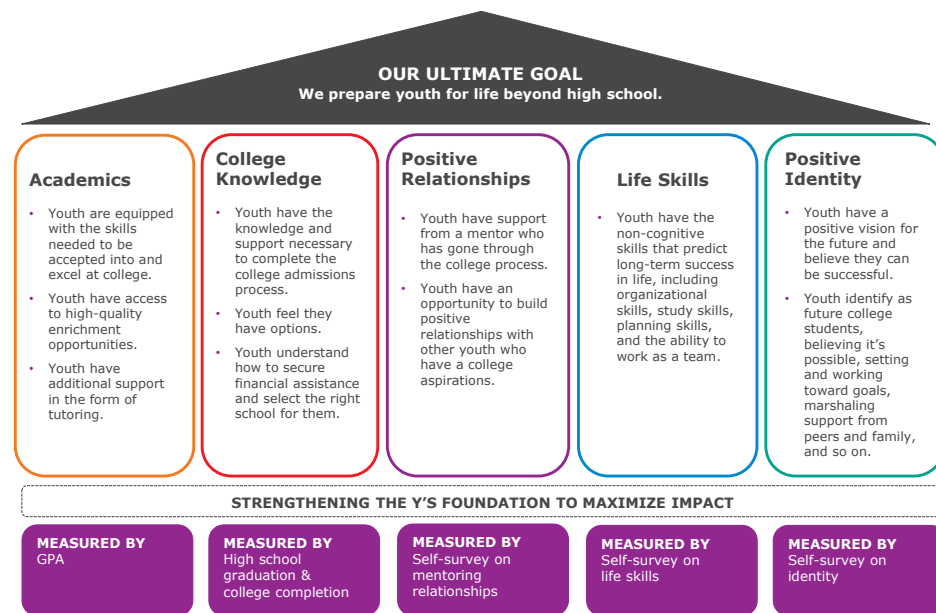 OUR ULTIMATE GOAL
We prepare youth for life beyond high school.
Academics
• Youth are equipped
with the skills
needed to be
accepted into and
excel at college.
• Youth have access
to high-quality
enrichment
opportunities.
• Youth have
additional support
in the form of
tutoring.
College
Knowledge
• Youth have the
knowledge and
support necessary
to complete the
college admissions
process.
• Youth feel they
have options.
• Youth understand
how to secure
financial assistance
and select the right
school for them.
Positive
Relationships
• Youth have support
from a mentor who
has gone through
the college process.
• Youth have an
opportunity to build
positive
relationships with
other youth who
have a college
aspirations.
Life Skills
• Youth have the
non-cognitive
skills that predict
long-term success
in life, including
organizational
skills, study skills,
planning skills,
and the ability to
work as a team.
Positive
Identity
• Youth have a
positive vision for
the future and
believe they can
be successful.
• Youth identify as
future college
students,
believing it’s
possible, setting
and working
toward goals,
marshaling
support from
peers and family,
and so on.
STRENGTHENING THE Y’S FOUNDATION TO MAXIMIZE IMPACT
MEASURED BY
GPA
MEASURED BY
High school
graduation &
college completion
MEASURED BY
Self-survey on
mentoring
relationships
MEASURED BY
Self-survey on
life skills
MEASURED BY
Self-survey on
identity